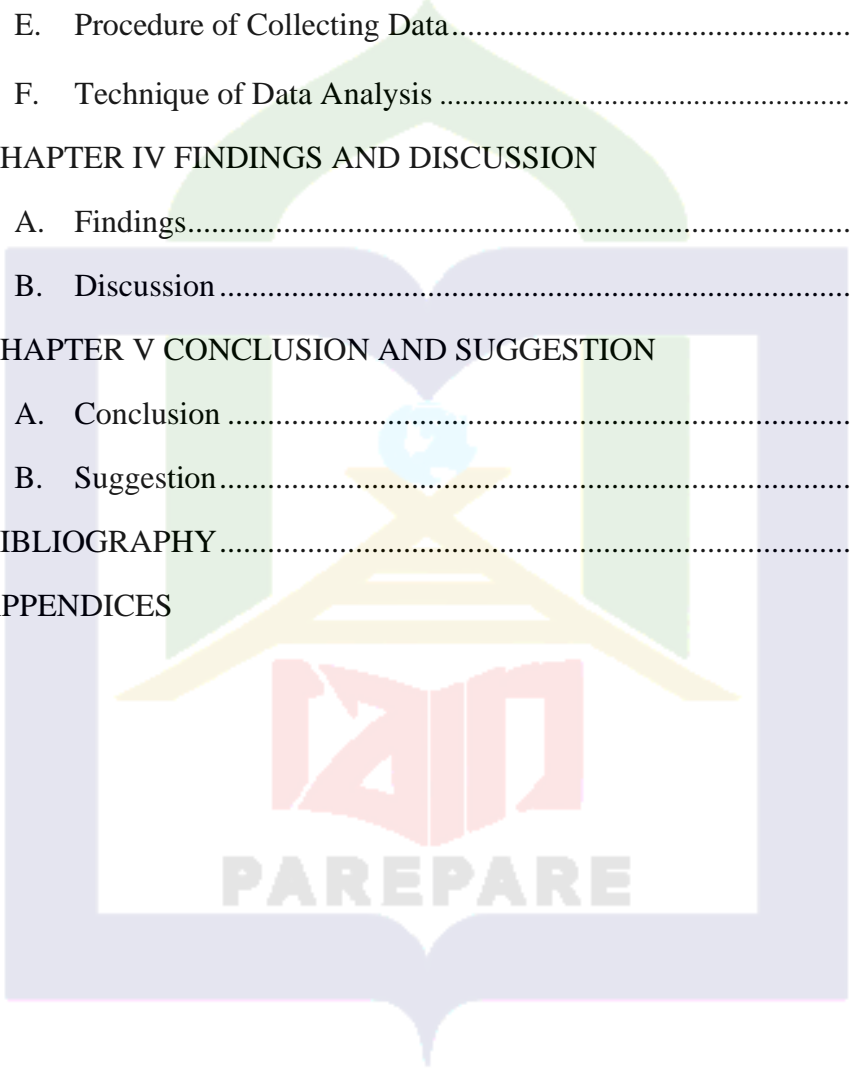 E. Procedure of Collecting Data..................................................
F. Technique of Data Analysis ...................................................
HAPTER IV FINDINGS AND DISCUSSION
A. Findings...................................................................................
B. Discussion ...............................................................................
HAPTER V CONCLUSION AND SUGGESTION
A. Conclusion ..............................................................................
B. Suggestion...............................................................................
IBLIOGRAPHY...............................................................................
PPENDICES
iain
PAREPARE